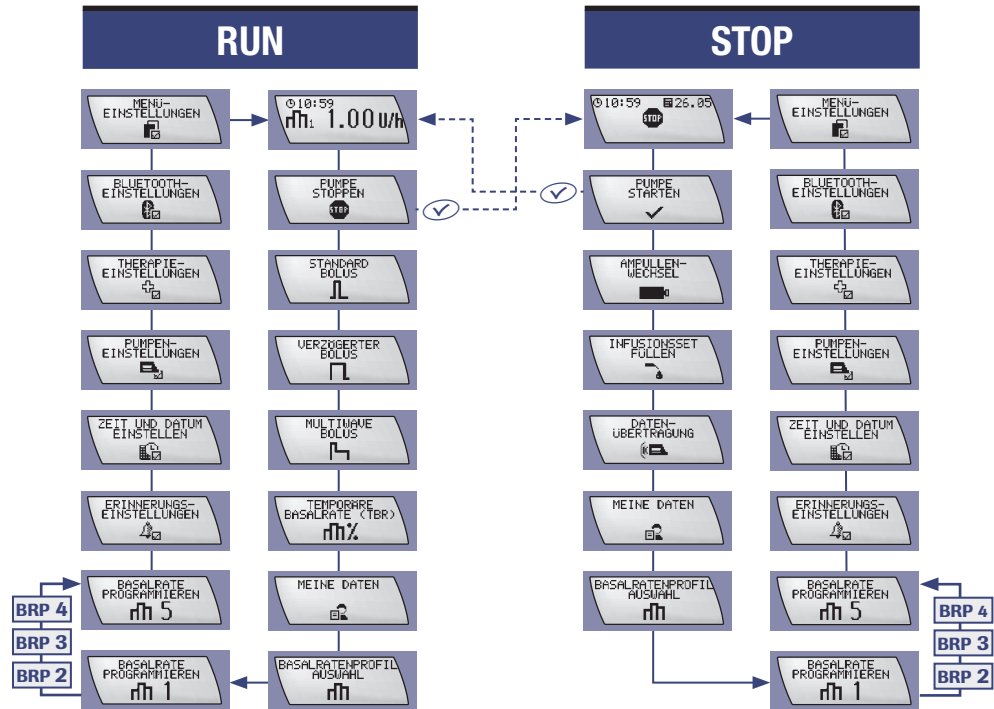 RUN
MENÜ-
EINSTELLUNGEN
BLUETOOTH-
EINSTELLUNGEN
THERAPIE-
EINSTELLUNGEN
PUMPEN-
EINSTELLUNGEN
ZEIT UND DATUM
EINSTELLEN
ERINNERUNGS-
EINSTELLUNGEN
BASALRATE
PROGRAMMIEREN
5
BRP 4
BRP 3
BRP 2
BASALRATE
PROGRAMMIEREN
1
10:59
1 1.00 U/h
PUMPE
STOPPEN
STOP
STANDARD
BOLUS
VERZÖGERTER
BOLUS
MULTIWAVE
BOLUS
TEMPORÄRE
BASALRATE (TBR)
%
MEINE DATEN
BASALRATENPROFIL
AUSWAHL
STOP
10:59 26.05
STOP
PUMPE
STARTEN
AMPULLEN-
WECHSEL
INFUSIONSSET
FÜLLEN
DATEN-
ÜBERTRAGUNG
MEINE DATEN
BASALRATENPROFIL
AUSWAHL
MENÜ-
EINSTELLUNGEN
BLUETOOTH-
EINSTELLUNGEN
THERAPIE-
EINSTELLUNGEN
PUMPEN-
EINSTELLUNGEN
ZEIT UND DATUM
EINSTELLEN
ERINNERUNGS-
EINSTELLUNGEN
BASALRATE
PROGRAMMIEREN
5
BRP 4
BRP 3
BRP 2
BASALRATE
PROGRAMMIEREN
1